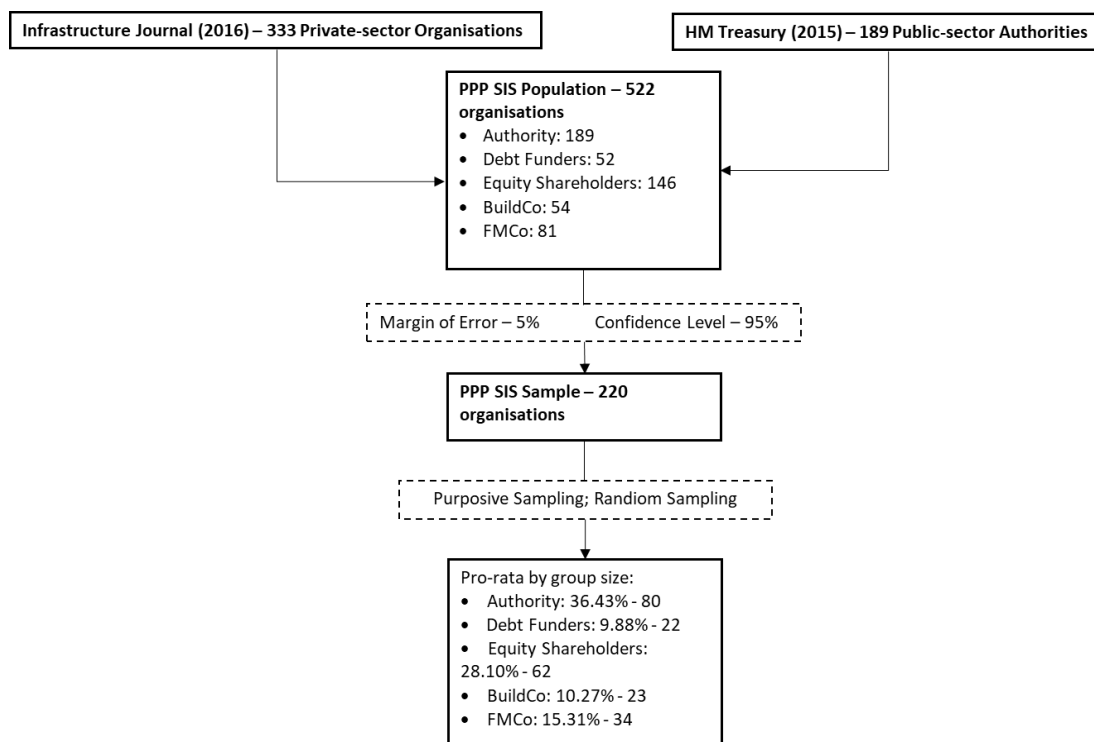 Infrastructure Journal (2016) – 333 Private-sector Organisations
HM Treasury (2015) – 189 Public-sector Authorities
PPP SIS Population – 522
organisations
• Authority: 189
• Debt Funders: 52
• Equity Shareholders: 146
• BuildCo: 54
• FMCo: 81
Margin of Error – 5% Confidence Level – 95%
PPP SIS Sample – 220
organisations
Purposive Sampling; Randiom Sampling
Pro-rata by group size:
• Authority: 36.43% - 80
• Debt Funders: 9.88% - 22
• Equity Shareholders:
28.10% - 62
• BuildCo: 10.27% - 23
• FMCo: 15.31% - 34